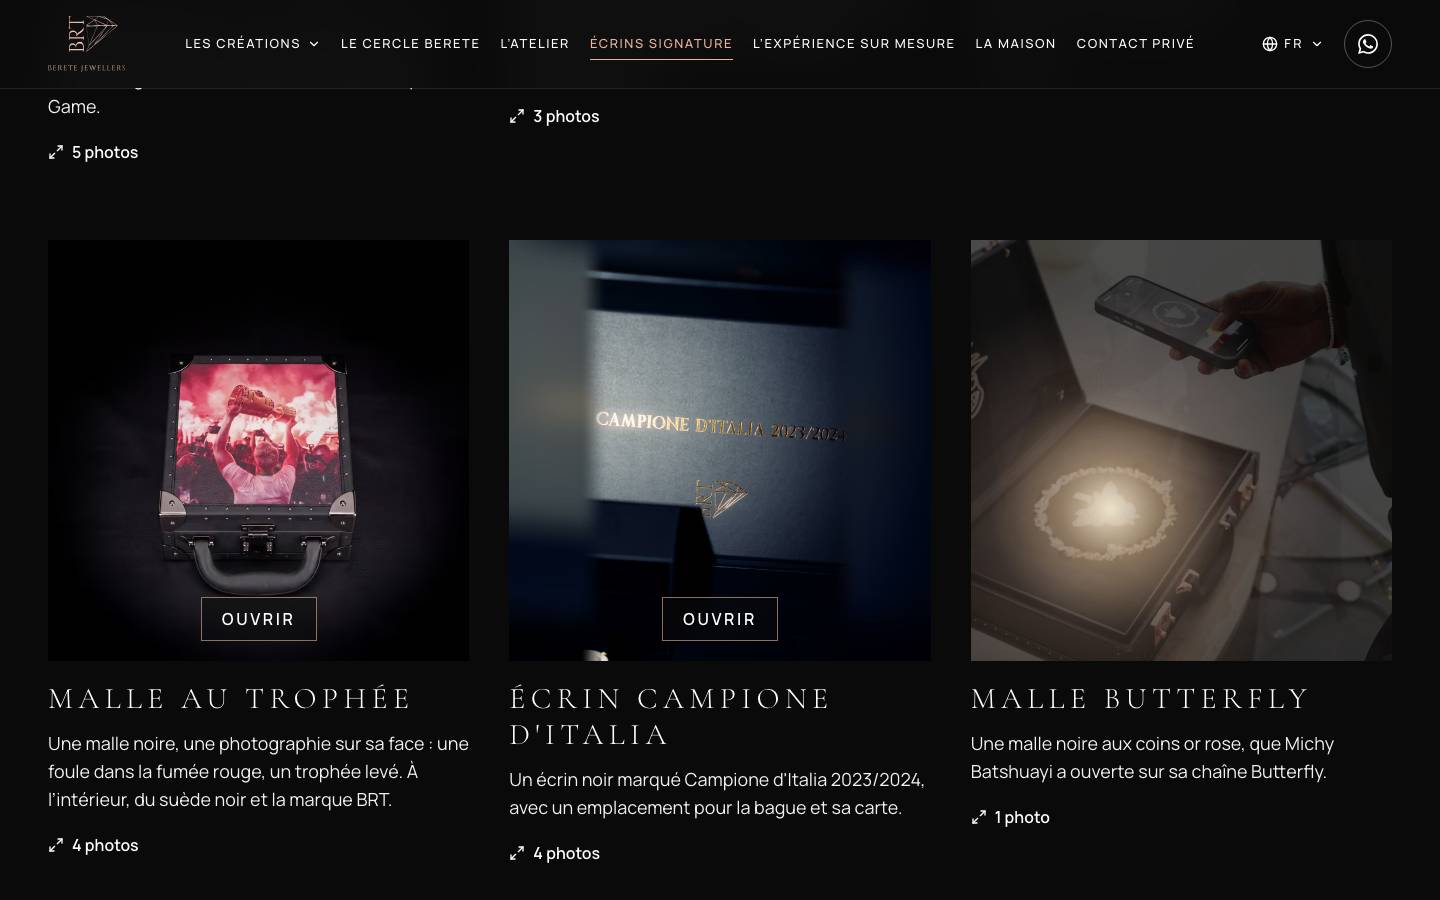 BRT
BERETE JEWELLERS
LES CRÉATIONS
LE CERCLE BERETE
L'ATELIER
ÉCRINS SIGNATURE
L'EXPÉRIENCE SUR MESURE
LA MAISON
CONTACT PRIVÉ
FR
Game.
5 photos
3 photos
CAMPIONE D'ITALIA 2023/2024
BRT
OUVRIR
OUVRIR
MALLE AU TROPHÉE
Une malle noire, une photographie sur sa face : une
foule dans la fumée rouge, un trophée levé. À
l'intérieur, du suède noir et la marque BRT.
4 photos
ÉCRIN CAMPIONE
D'ITALIA
Un écrin noir marqué Campione d'Italia 2023/2024,
avec un emplacement pour la bague et sa carte.
4 photos
MALLE BUTTERFLY
Une malle noire aux coins or rose, que Michy
Batshuayi a ouverte sur sa chaîne Butterfly.
1 photo